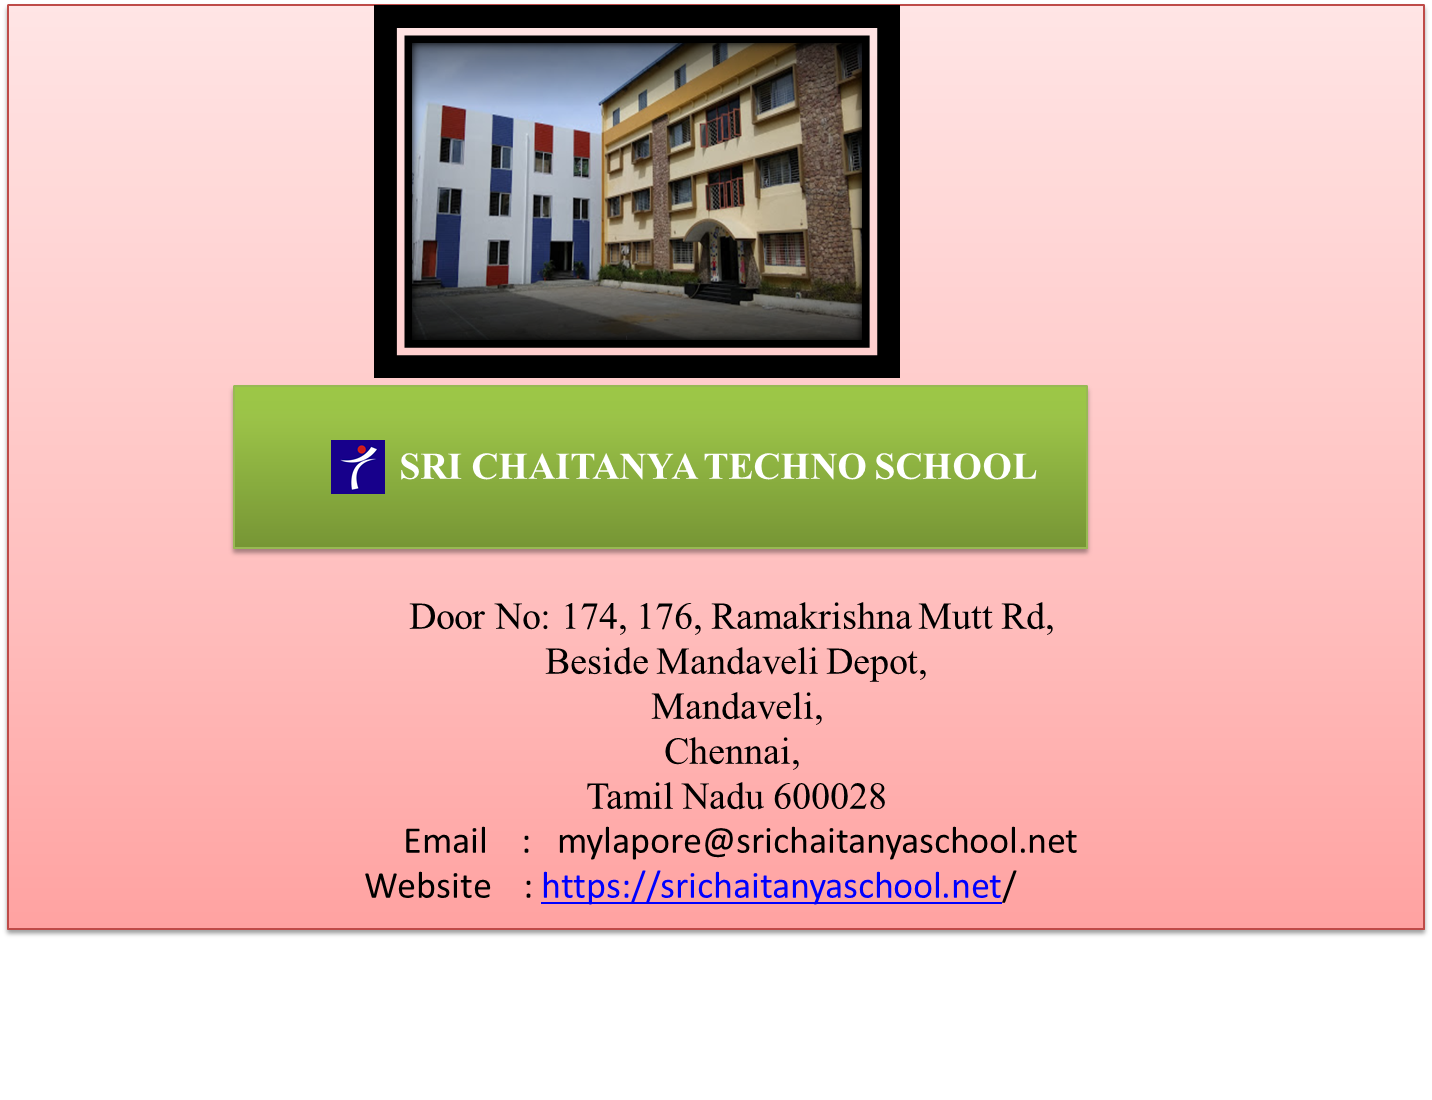 SRI CHAITANYA TECHNO SCHOOL
Door No: 174, 176, Ramakrishna Mutt Rd,
Beside Mandaveli Depot,
Mandaveli,
Chennai,
Tamil Nadu 600028
Email : mylapore@srichaitanyaschool.net
Website : https://srichaitanyaschool.net/